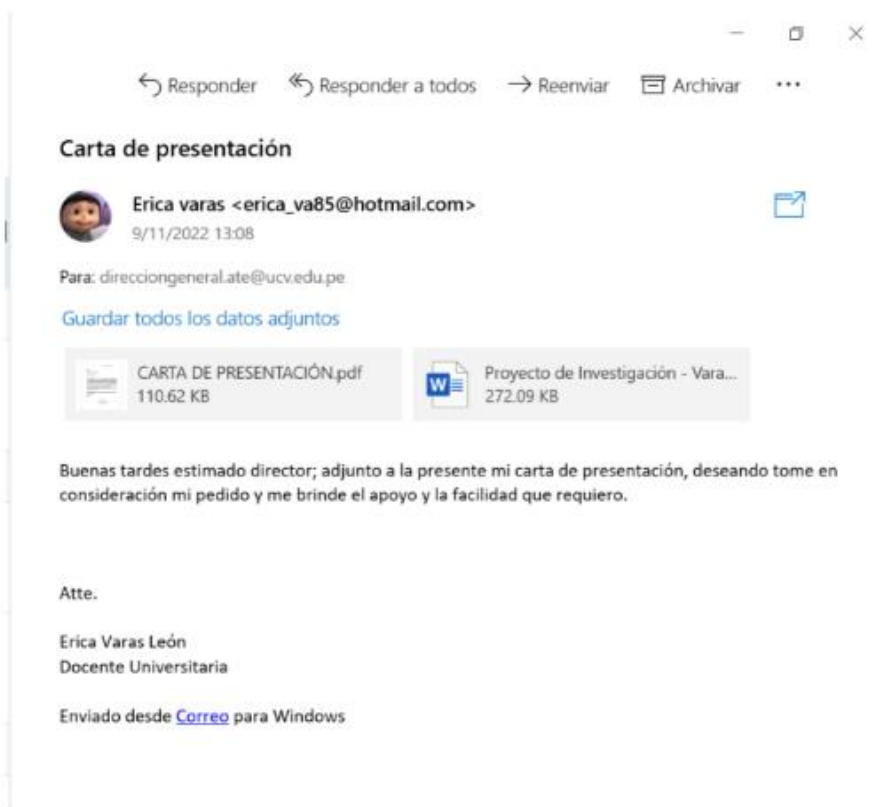 Responder Responder a todos Reenviar Archivar ...
Carta de presentación
Erica varas <erica_va85@hotmail.com>
9/11/2022 13:08
Para: direcciongeneral.ate@ucv.edu.pe
Guardar todos los datos adjuntos
CARTA DE PRESENTACIÓN.pdf
110.62 KB
Proyecto de Investigación - Vara...
272.09 KB
Buenas tardes estimado director; adjunto a la presente mi carta de presentación, deseando tome en
consideración mi pedido y me brinde el apoyo y la facilidad que requiero.
Atte.
Erica Varas León
Docente Universitaria
Enviado desde Correo para Windows